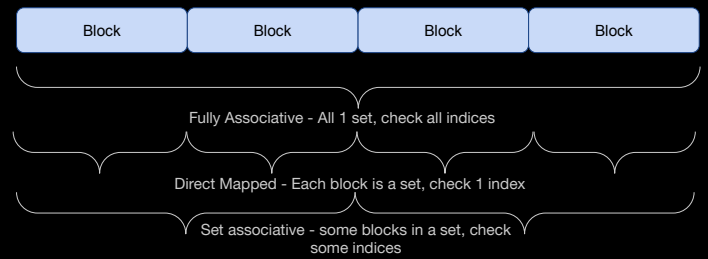 Block Block Block Block
Fully Associative - All 1 set, check all indices
Direct Mapped - Each block is a set, check 1 index
Set associative - some blocks in a set, check
some indices